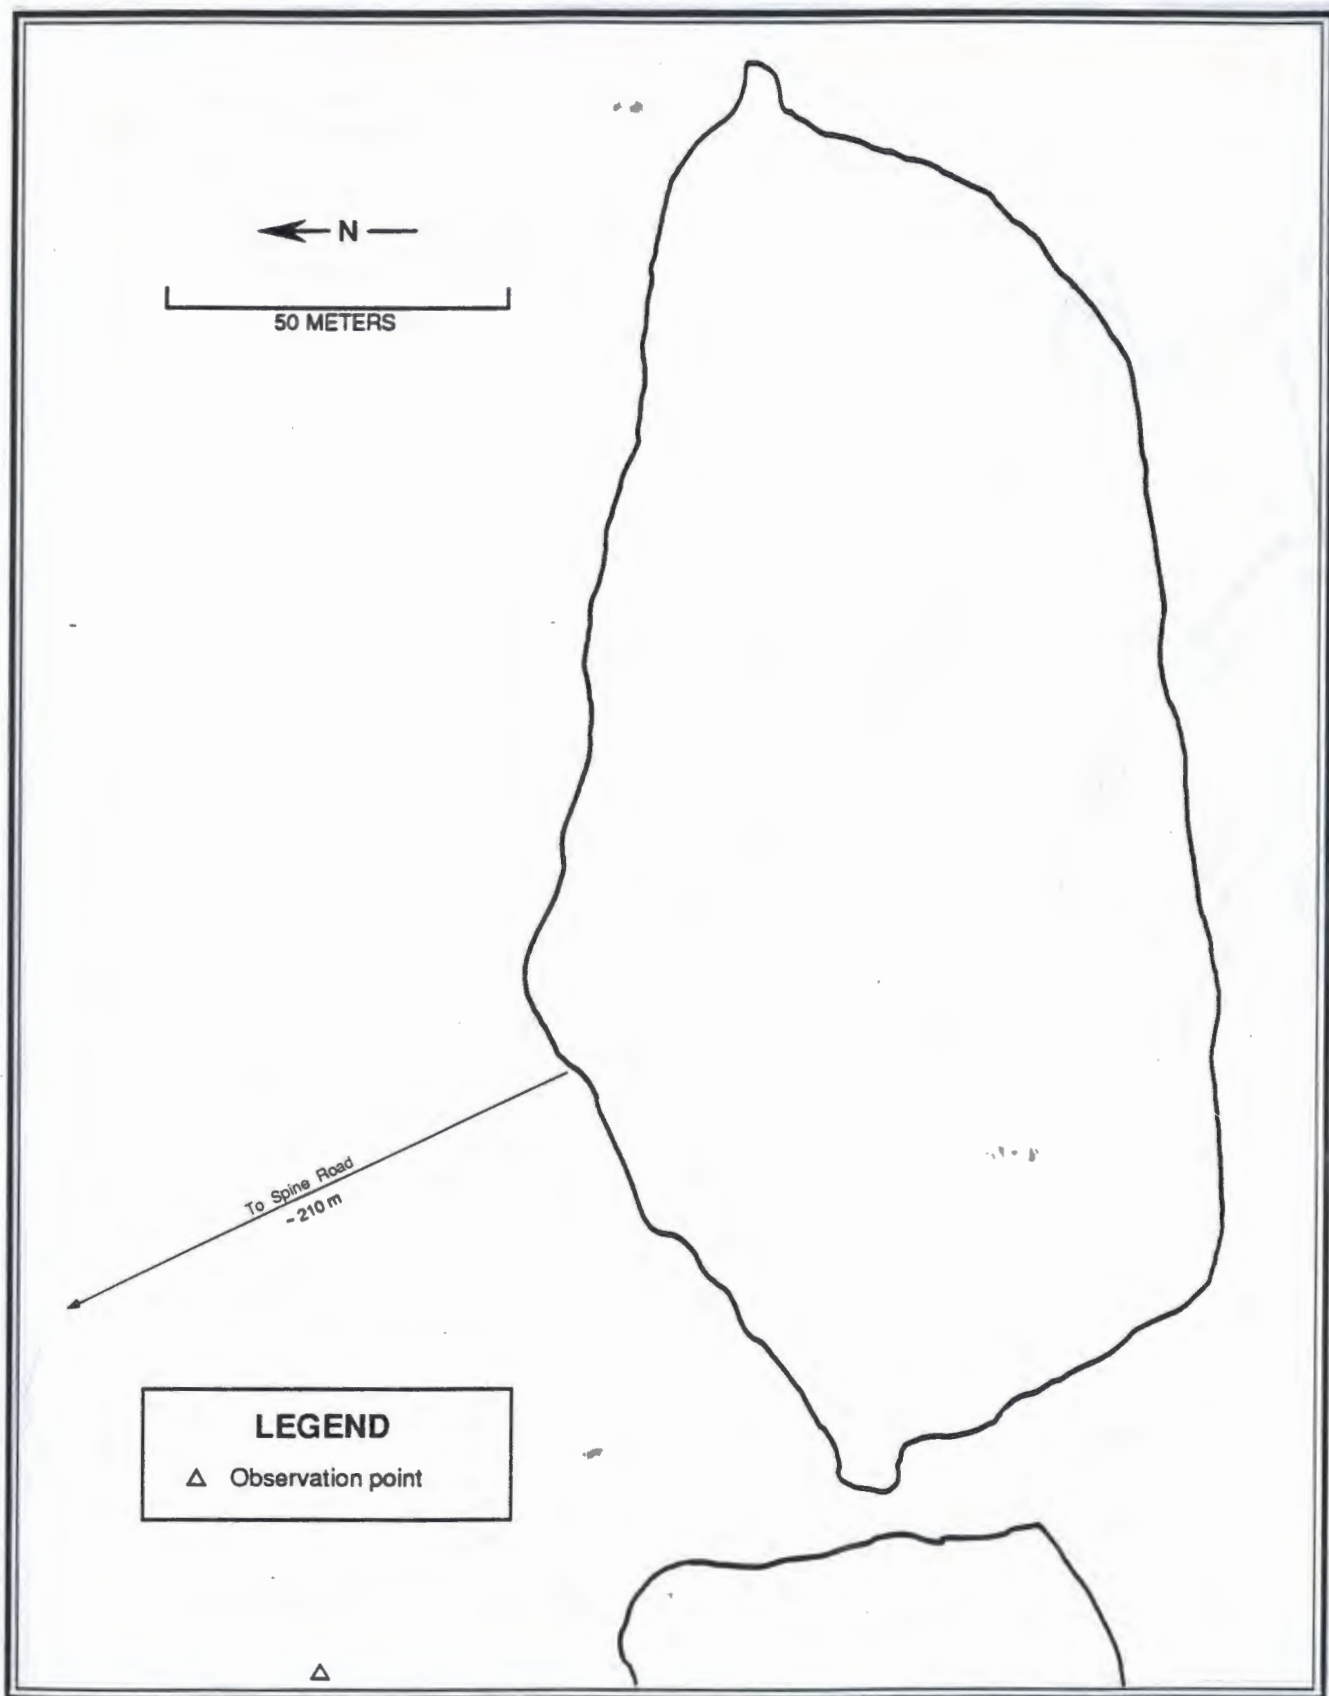 N
50 METERS
To Spine Road
~210 m
LEGEND
Observation point